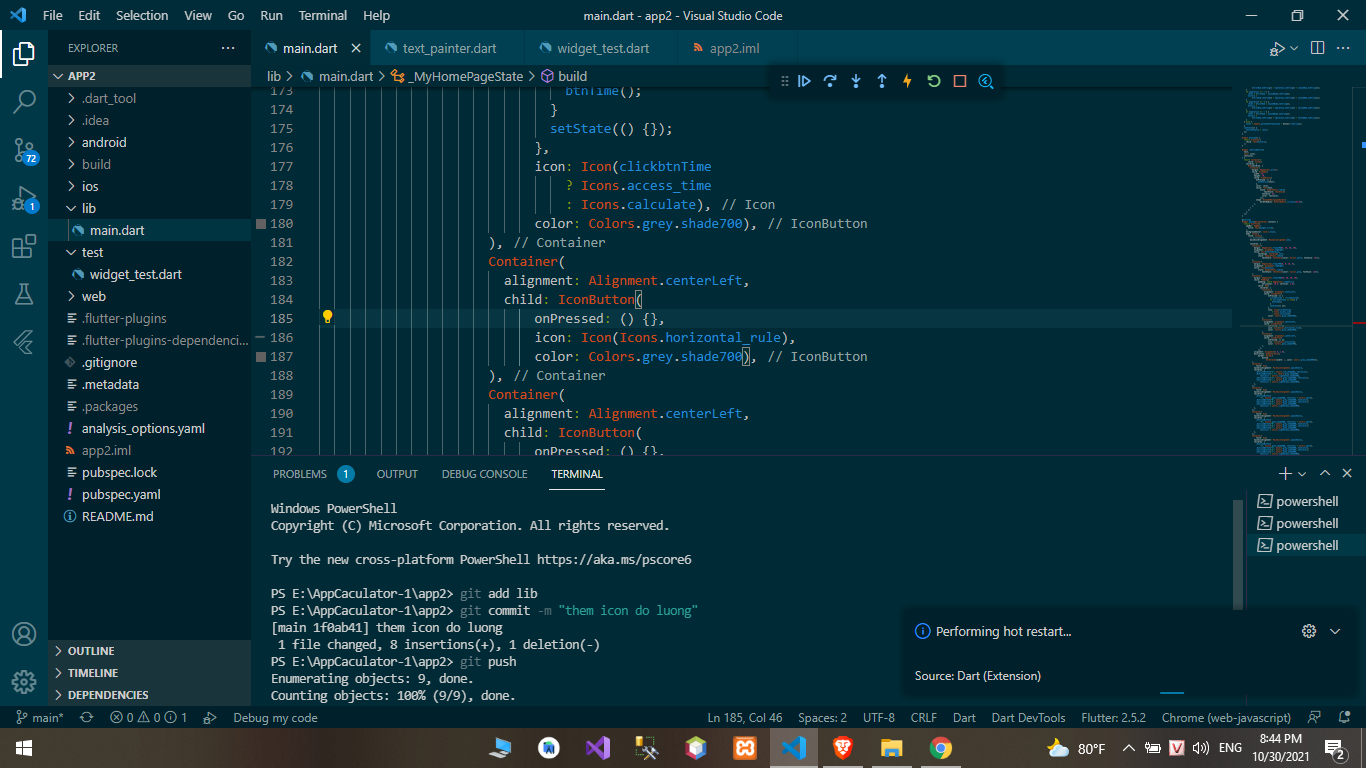 File Edit Selection View Go Run Terminal Help main.dart - app2 - Visual Studio Code
EXPLORER ...
APP2
.dart_tool
.idea
android
build
ios
lib
main.dart
test
widget_test.dart
web
.flutter-plugins
.flutter-plugins-dependenci...
.gitignore
.metadata
.packages
analysis_options.yaml
app2.iml
pubspec.lock
pubspec.yaml
README.md
OUTLINE
TIMELINE
DEPENDENCIES
72
1
main.dart text_painter.dart widget_test.dart app2.iml
lib > main.dart > _MyHomePageState > build
173 btnTime();
174 }
175 setState(() {});
176 },
177 icon: Icon(clickbtnTime
178 ? Icons.access_time
179 : Icons.calculate), // Icon
180 color: Colors.grey.shade700), // IconButton
181 ), // Container
182 Container(
183 alignment: Alignment.centerLeft,
184 child: IconButton(
185 onPressed: () {},
186 icon: Icon(Icons.horizontal_rule),
187 color: Colors.grey.shade700), // IconButton
188 ), // Container
189 Container(
190 alignment: Alignment.centerLeft,
191 child: IconButton(
192 onPressed: () {},
PROBLEMS 1 OUTPUT DEBUG CONSOLE TERMINAL
Windows PowerShell
Copyright (C) Microsoft Corporation. All rights reserved.
Try the new cross-platform PowerShell https://aka.ms/pscore6
PS E:\AppCaculator-1\app2> git add lib
PS E:\AppCaculator-1\app2> git commit -m "them icon do luong"
[main 1f0ab41] them icon do luong
1 file changed, 8 insertions(+), 1 deletion(-)
PS E:\AppCaculator-1\app2> git push
Enumerating objects: 9, done.
Counting objects: 100% (9/9), done.
powershell
powershell
powershell
Performing hot restart...
Source: Dart (Extension)
main* 0 0 1 Debug my code Ln 185, Col 46 Spaces: 2 UTF-8 CRLF Dart Dart DevTools Flutter: 2.5.2 Chrome (web-javascript)
80°F V ENG 8:44 PM
10/30/2021
2